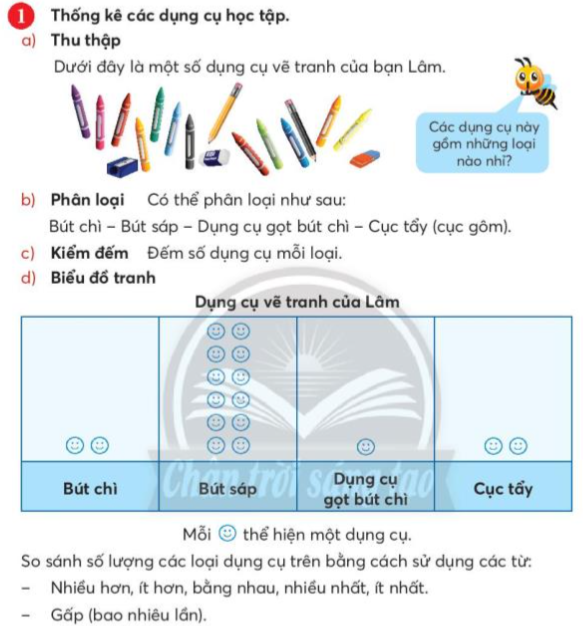 1 Thống kê các dụng cụ học tập.
a) Thu thập
Dưới đây là một số dụng cụ vẽ tranh của bạn Lâm.
Các dụng cụ này
gồm những loại
nào nhỉ?
b) Phân loại Có thể phân loại như sau:
Bút chì – Bút sáp – Dụng cụ gọt bút chì – Cục tẩy (cục gôm).
c) Kiểm đếm Đếm số dụng cụ mỗi loại.
d) Biểu đồ tranh
Dụng cụ vẽ tranh của Lâm
Bút chì
Bút sáp
Dụng cụ
gọt bút chì
Cục tẩy
Chân trời sáng tạo
Mỗi ☺ thể hiện một dụng cụ.
So sánh số lượng các loại dụng cụ trên bằng cách sử dụng các từ:
– Nhiều hơn, ít hơn, bằng nhau, nhiều nhất, ít nhất.
– Gấp (bao nhiêu lần).